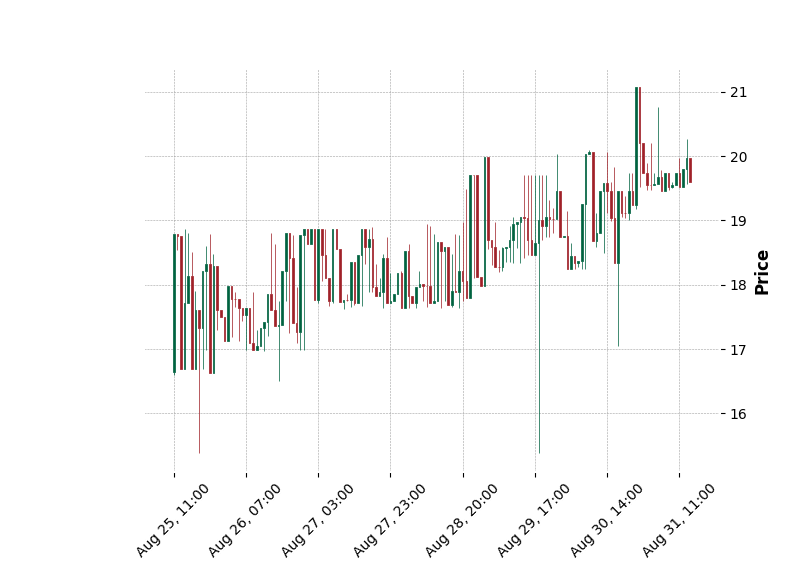 21
20
19
18
17
16
Price
Aug 25, 11:00
Aug 26, 07:00
Aug 27, 03:00
Aug 27, 23:00
Aug 28, 20:00
Aug 29, 17:00
Aug 30, 14:00
Aug 31, 11:00